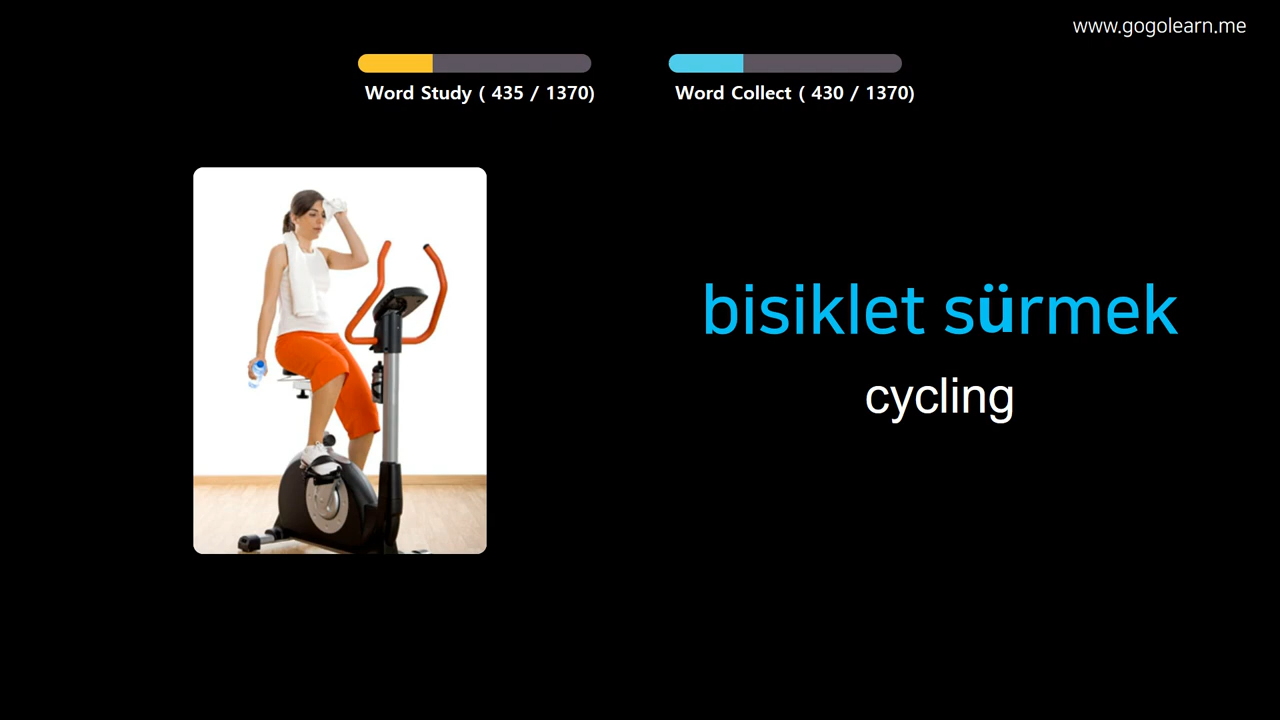 www.gogolearn.me
Word Study ( 435 / 1370)
Word Collect ( 430 / 1370)
bisiklet sürmek
cycling